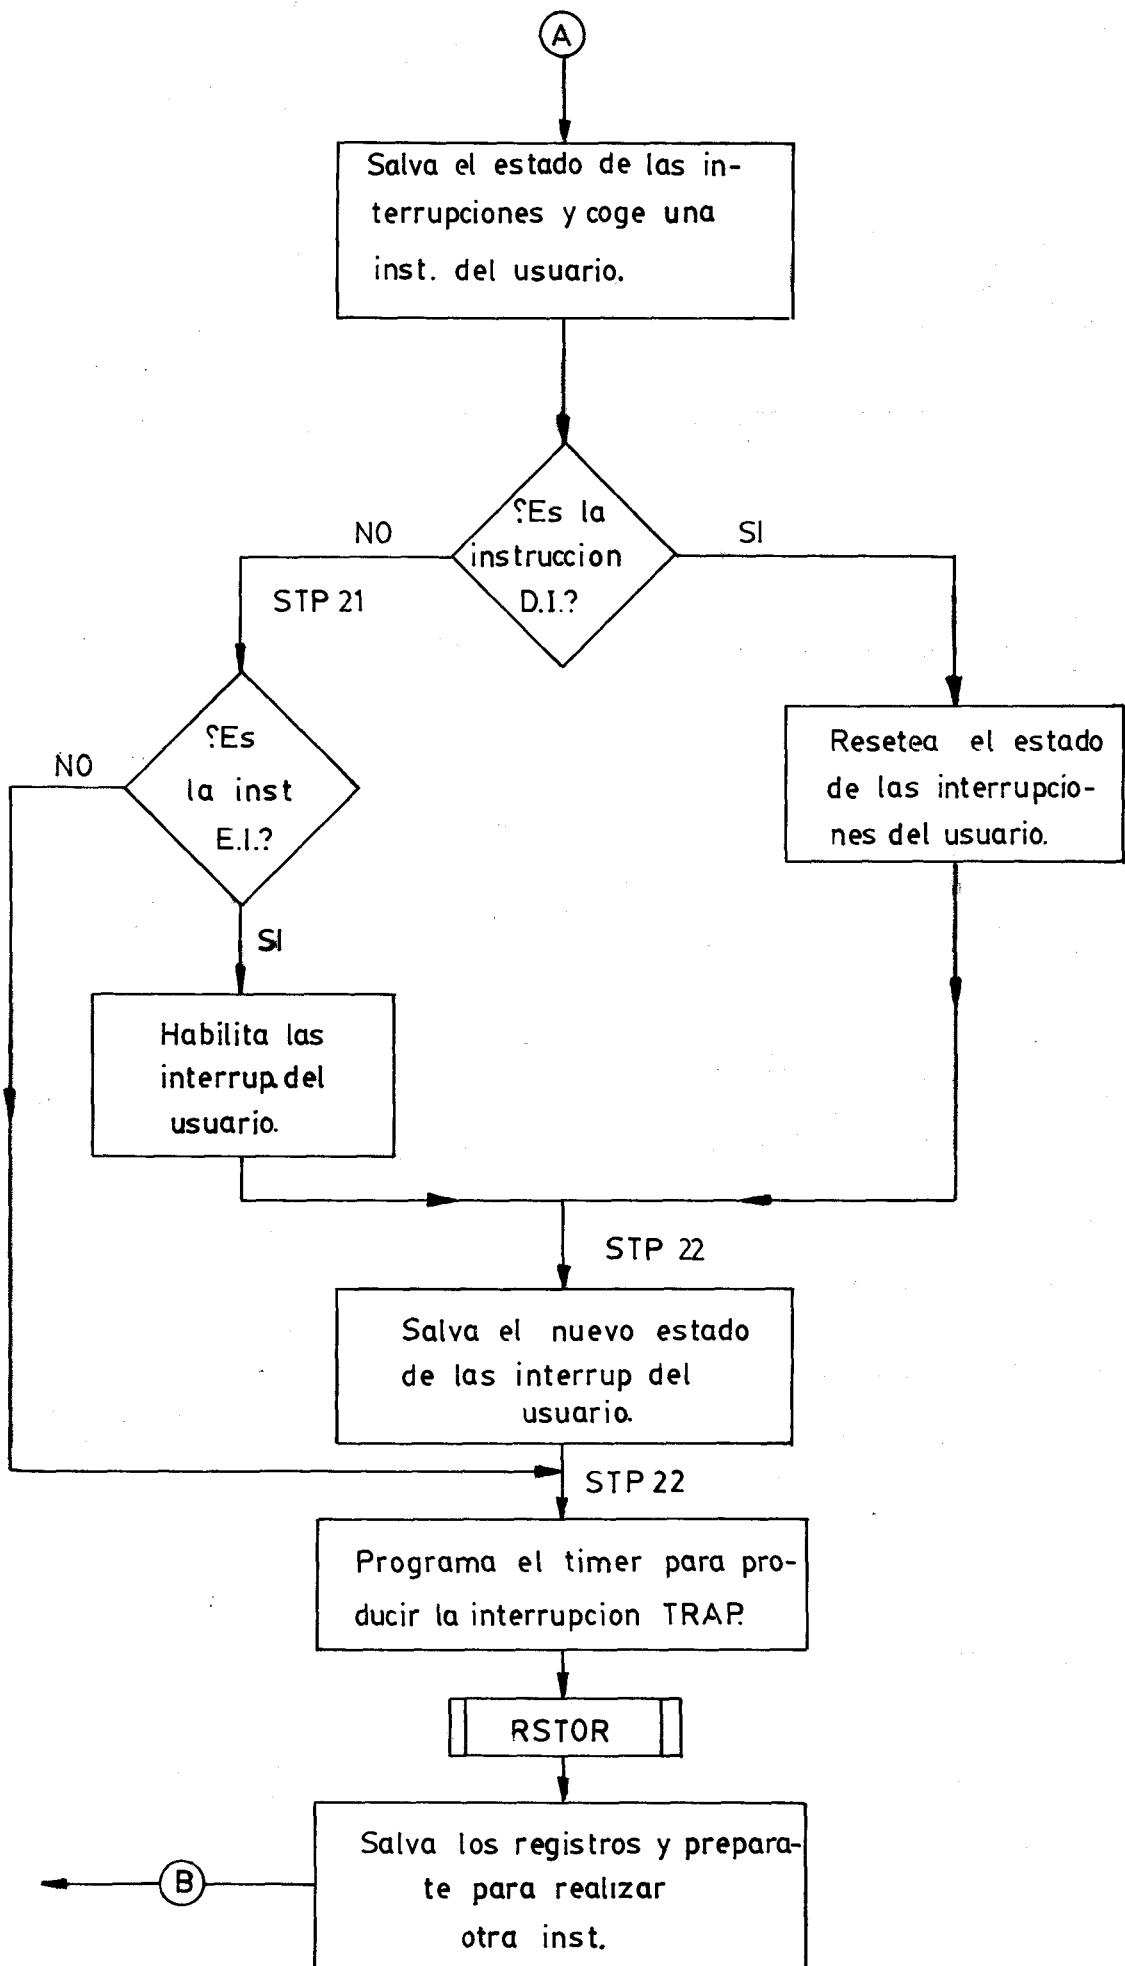 A
Salva el estado de las in-
terrupciones y coge una
inst. del usuario.
?Es la
instruccion
D.I.?
NO
SI
STP 21
?Es
la inst
E.I.?
NO
SI
Resetea el estado
de las interrupcio-
nes del usuario.
Habilita las
interrup. del
usuario.
STP 22
Salva el nuevo estado
de las interrup del
usuario.
STP 22
Programa el timer para pro-
ducir la interrupcion TRAP.
RSTOR
Salva los registros y prepara-
te para realizar
otra inst.
B